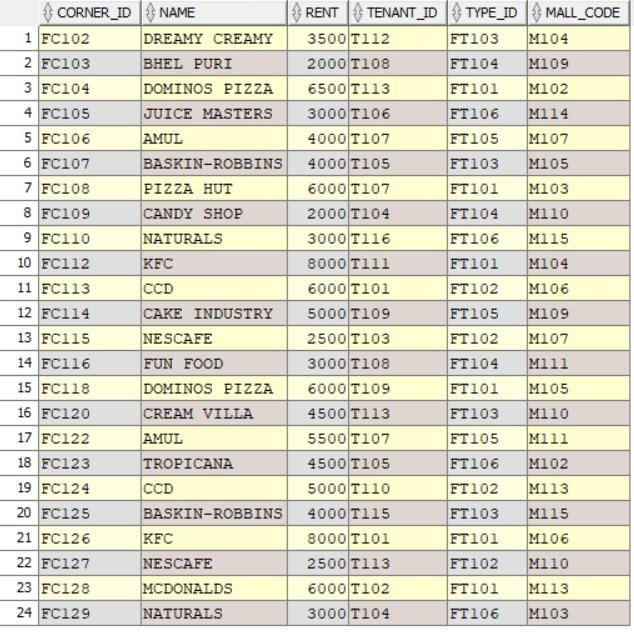 CORNER_ID NAME RENT TENANT_ID TYPE_ID MALL_CODE
1 FC102 DREAMY CREAMY 3500 T112 FT103 M104
2 FC103 BHEL PURI 2000 T108 FT104 M109
3 FC104 DOMINOS PIZZA 6500 T113 FT101 M102
4 FC105 JUICE MASTERS 3000 T106 FT106 M114
5 FC106 AMUL 4000 T107 FT105 M107
6 FC107 BASKIN-ROBBINS 4000 T105 FT103 M105
7 FC108 PIZZA HUT 6000 T107 FT101 M103
8 FC109 CANDY SHOP 2000 T104 FT104 M110
9 FC110 NATURALS 3000 T116 FT106 M115
10 FC112 KFC 8000 T111 FT101 M104
11 FC113 CCD 6000 T101 FT102 M106
12 FC114 CAKE INDUSTRY 5000 T109 FT105 M109
13 FC115 NESCAFE 2500 T103 FT102 M107
14 FC116 FUN FOOD 3000 T108 FT104 M111
15 FC118 DOMINOS PIZZA 6000 T109 FT101 M105
16 FC120 CREAM VILLA 4500 T113 FT103 M110
17 FC122 AMUL 5500 T107 FT105 M111
18 FC123 TROPICANA 4500 T105 FT106 M102
19 FC124 CCD 5000 T110 FT102 M113
20 FC125 BASKIN-ROBBINS 4000 T115 FT103 M115
21 FC126 KFC 8000 T101 FT101 M106
22 FC127 NESCAFE 2500 T113 FT102 M110
23 FC128 MCDONALDS 6000 T102 FT101 M113
24 FC129 NATURALS 3000 T104 FT106 M103